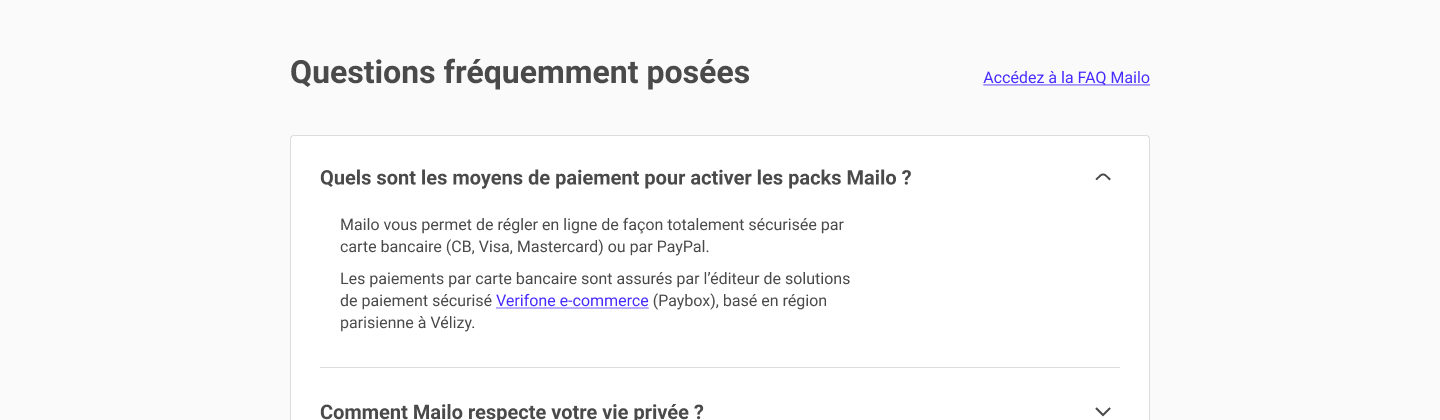 Questions fréquemment posées
Accédez à la FAQ Mailo
Quels sont les moyens de paiement pour activer les packs Mailo ?
Mailo vous permet de régler en ligne de façon totalement sécurisée par
carte bancaire (CB, Visa, Mastercard) ou par PayPal.
Les paiements par carte bancaire sont assurés par l’éditeur de solutions
de paiement sécurisé Verifone e-commerce (Paybox), basé en région
parisienne à Vélizy.
Comment Mailo respecte votre vie privée ?